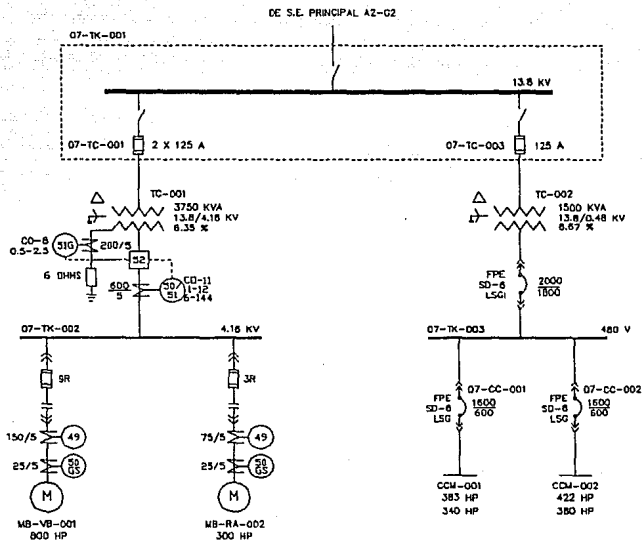 DE S.E. PRINCIPAL A2-G2
07-TK-001
13.8 KV
07-TC-001
2 X 125 A
07-TC-003
125 A
TC-001
3750 KVA
13.8/4.16 KV
6.35 %
TC-002
1500 KVA
13.8/0.48 KV
8.67 %
CO-8
0.5-2.5
51G
200/5
6 OHMS
52
600
5
50/
51
CO-11
1-12
6-144
FPE
SD-6
LSGI
2000
1800
07-TK-002
4.16 KV
07-TK-003
480 V
9R
3R
FPE
SD-6
LSG
07-CC-001
1600
600
FPE
SD-6
LSG
07-CC-002
1600
600
150/5
49
75/5
49
25/5
50
GS
25/5
50
GS
M
M
CCM-001
383 HP
340 HP
CCM-002
422 HP
380 HP
MB-VB-001
800 HP
MB-RA-002
300 HP